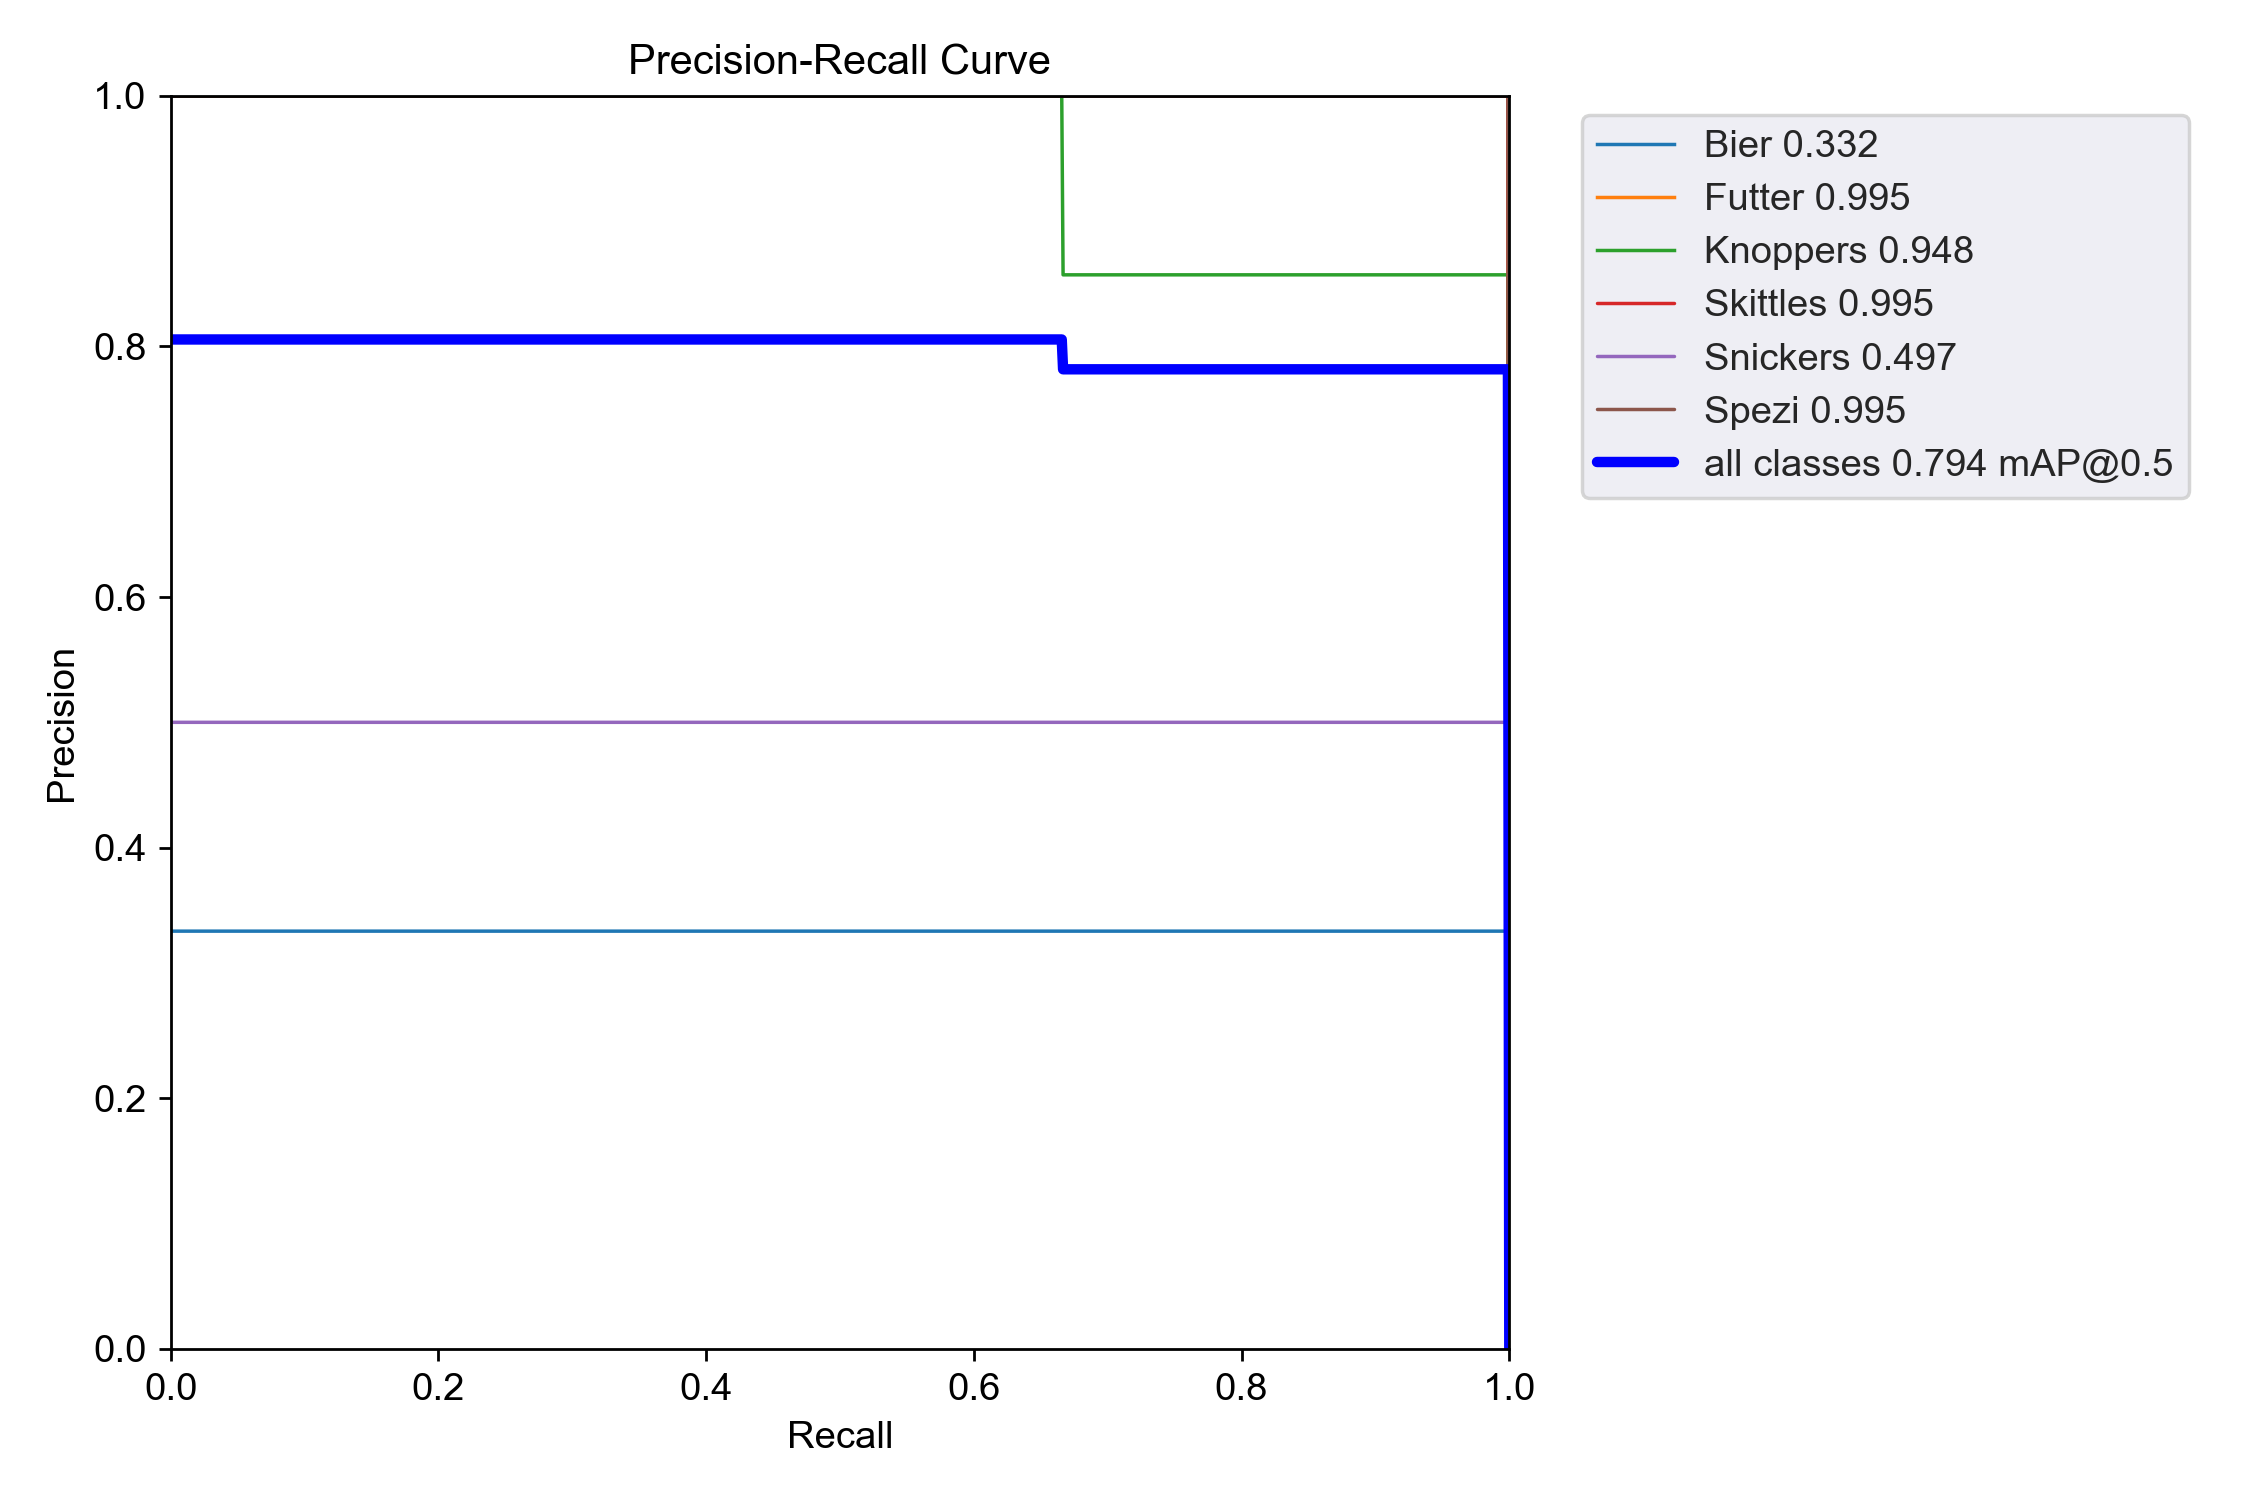 Precision-Recall Curve
1.0
0.8
0.6
0.4
0.2
0.0
Precision
0.0 0.2 0.4 0.6 0.8 1.0
Recall
Bier 0.332
Futter 0.995
Knoppers 0.948
Skittles 0.995
Snickers 0.497
Spezi 0.995
all classes 0.794 mAP@0.5